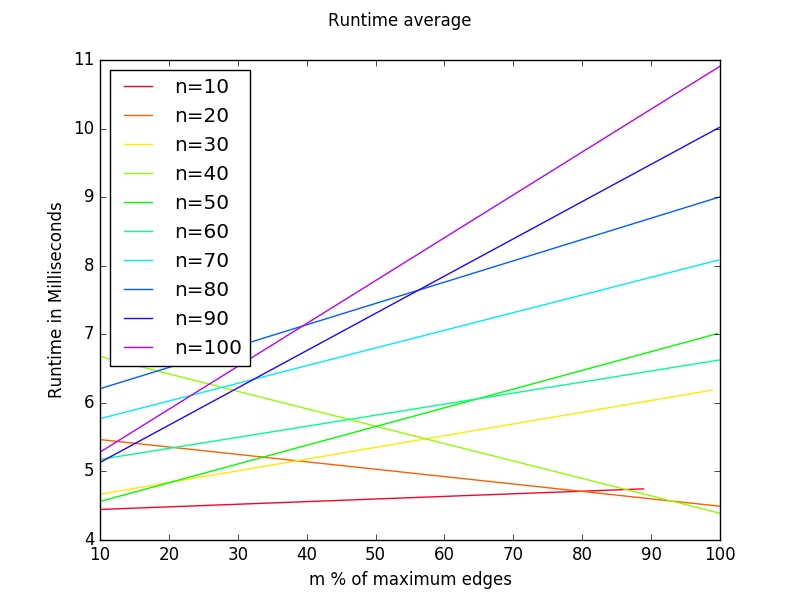 Runtime average
11
10
9
8
7
6
5
4
Runtime in Milliseconds
n=10
n=20
n=30
n=40
n=50
n=60
n=70
n=80
n=90
n=100
10 20 30 40 50 60 70 80 90 100
m % of maximum edges